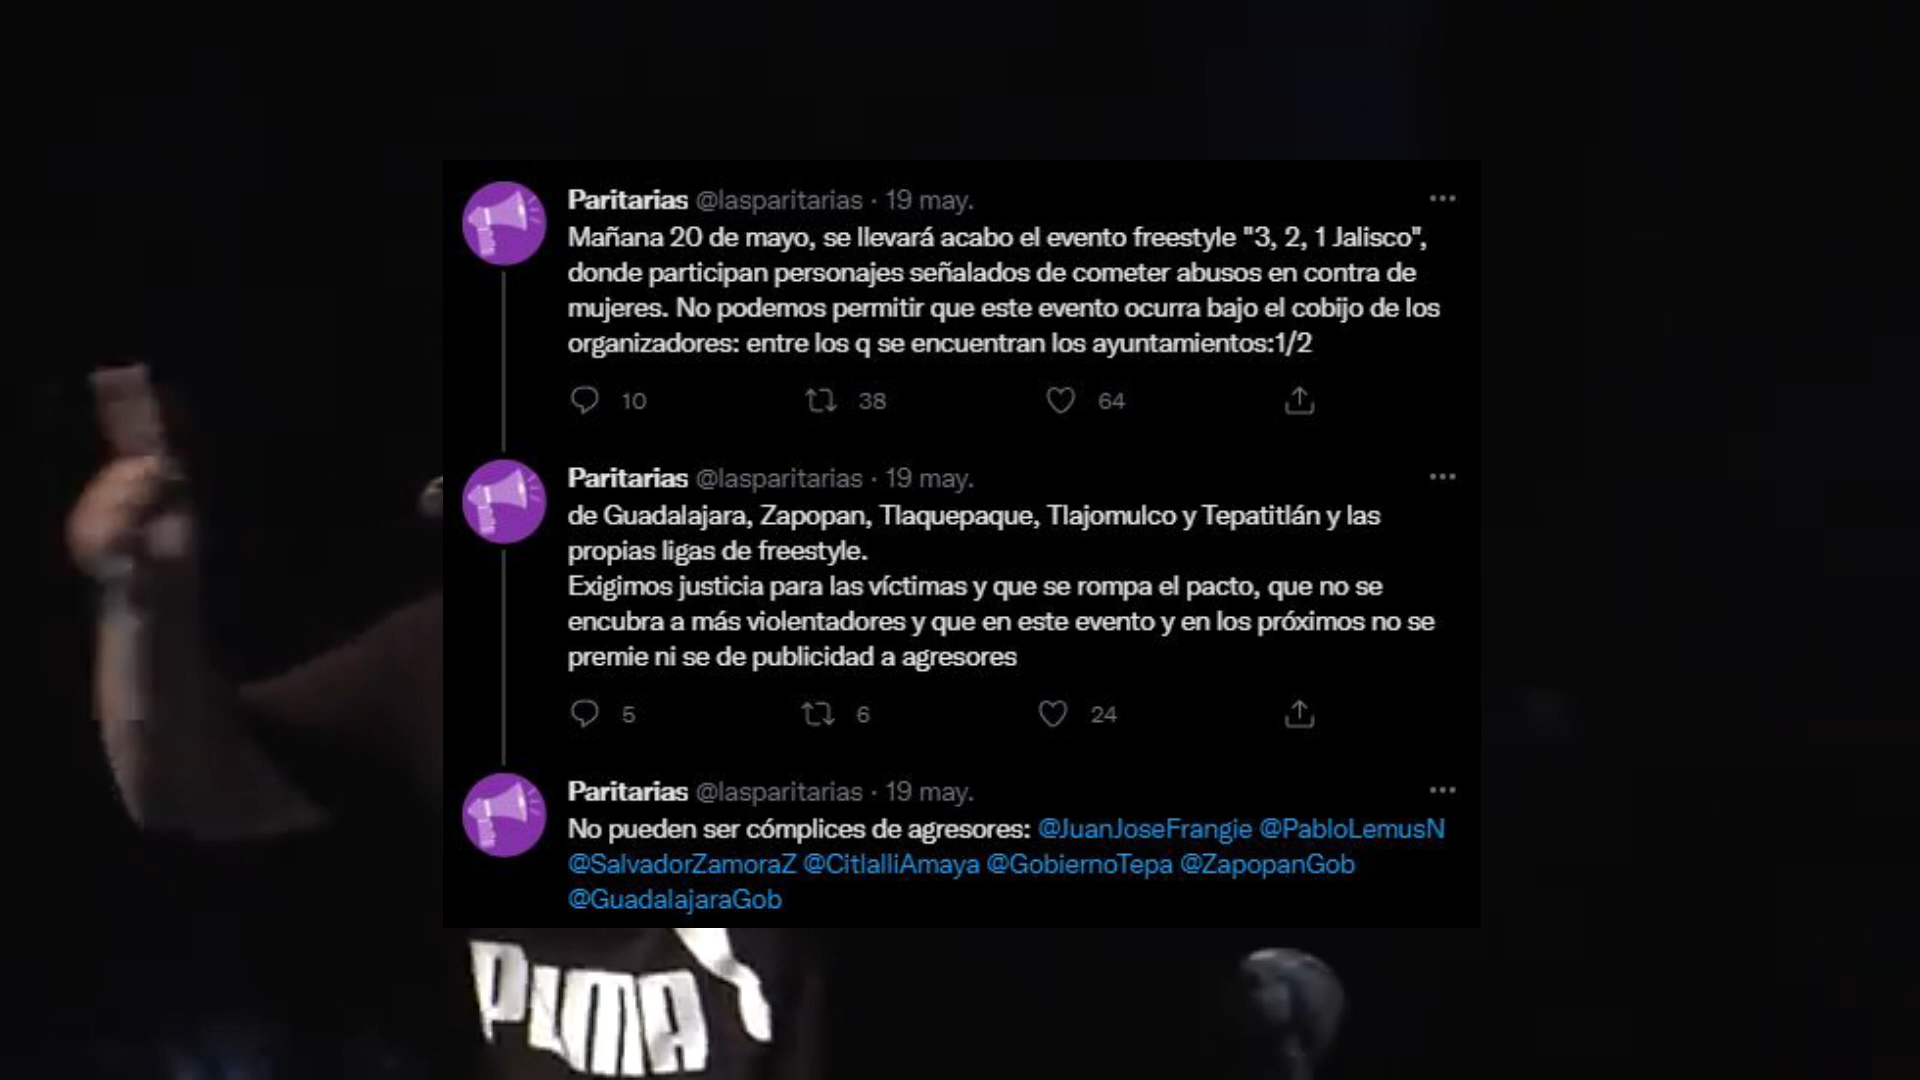 Paritarias @lasparitarias · 19 may.
Mañana 20 de mayo, se llevará acabo el evento freestyle "3, 2, 1 Jalisco",
donde participan personajes señalados de cometer abusos en contra de
mujeres. No podemos permitir que este evento ocurra bajo el cobijo de los
organizadores: entre los q se encuentran los ayuntamientos:1/2
10 38 64
Paritarias @lasparitarias · 19 may.
de Guadalajara, Zapopan, Tlaquepaque, Tlajomulco y Tepatitlán y las
propias ligas de freestyle.
Exigimos justicia para las víctimas y que se rompa el pacto, que no se
encubra a más violentadores y que en este evento y en los próximos no se
premie ni se de publicidad a agresores
5 6 24
Paritarias @lasparitarias · 19 may.
No pueden ser cómplices de agresores: @JuanJoseFrangie @PabloLemusN
@SalvadorZamoraZ @CitlalliAmaya @GobiernoTepa @ZapopanGob
@GuadalajaraGob
PUMA